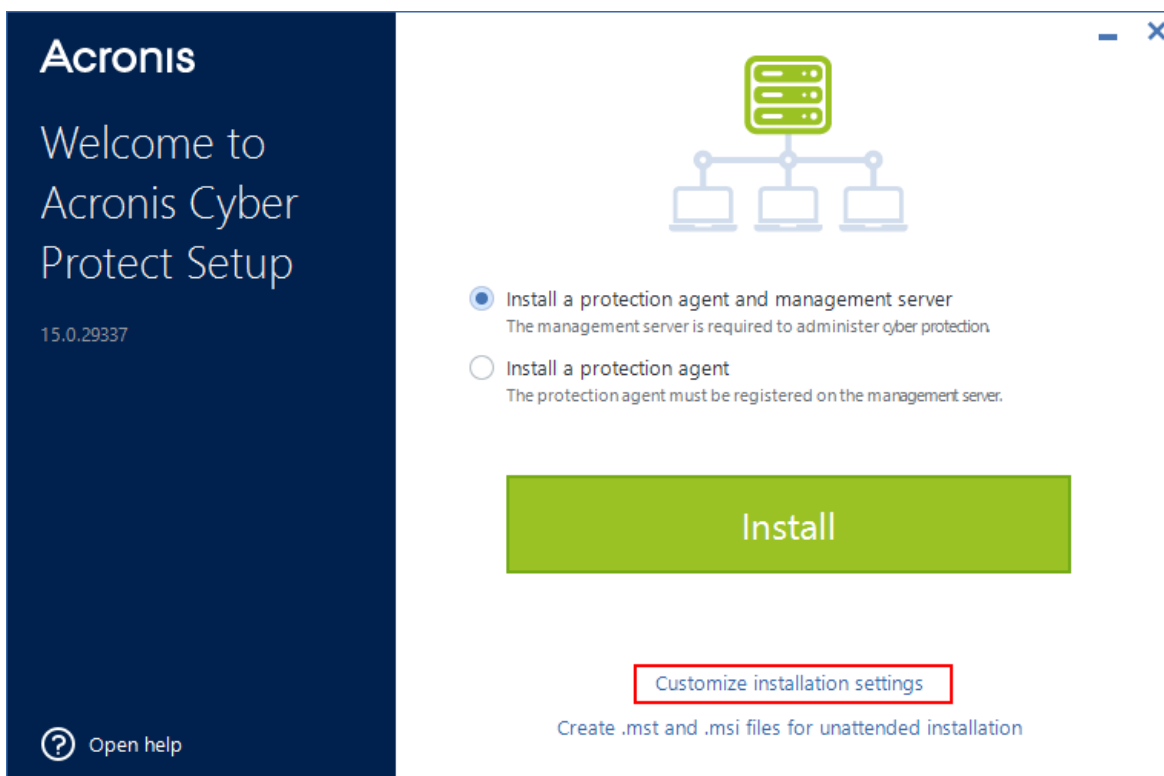 Acronis
Welcome to
Acronis Cyber
Protect Setup
15.0.29337
Install a protection agent and management server
The management server is required to administer cyber protection.
Install a protection agent
The protection agent must be registered on the management server.
Install
Customize installation settings
Create .mst and .msi files for unattended installation
? Open help